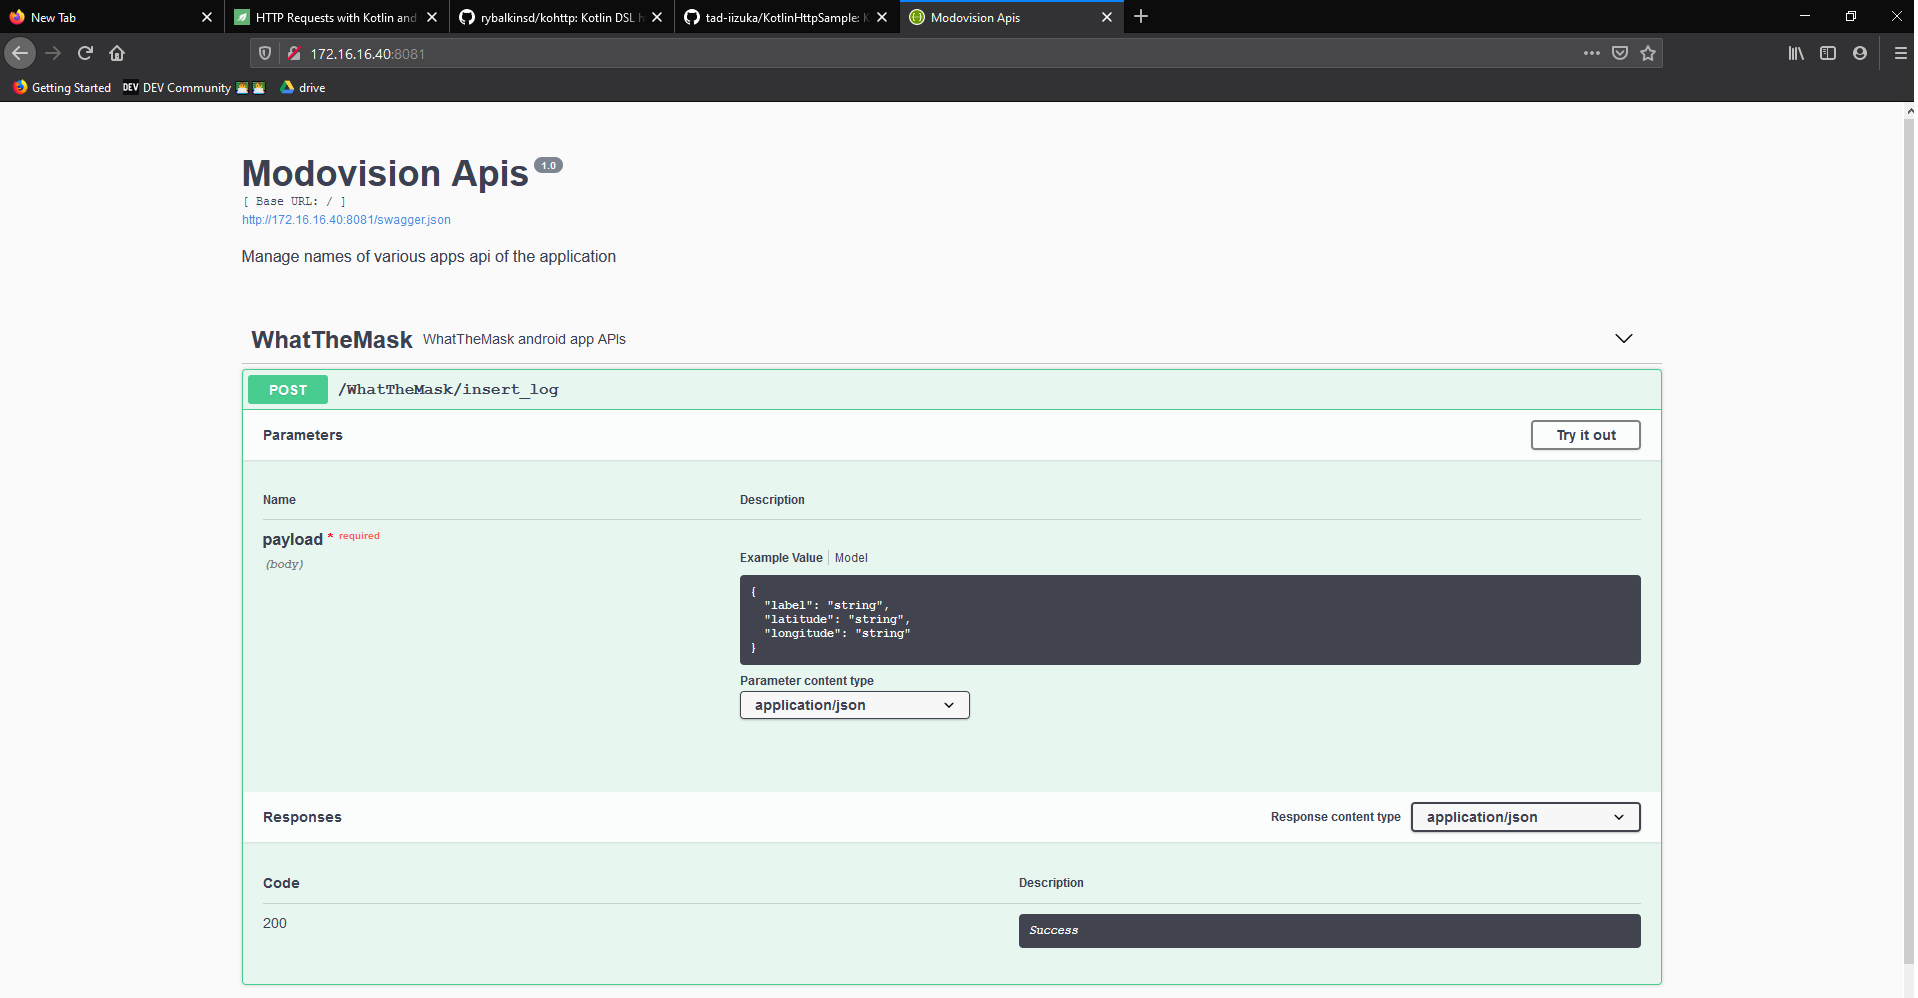 New Tab
HTTP Requests with Kotlin and
rybalkinsd/kohttp: Kotlin DSL h
tad-iizuka/KotlinHttpSample: K
Modovision Apis
172.16.16.40:8081
Getting Started
DEV DEV Community
drive
Modovision Apis 1.0
[ Base URL: / ]
http://172.16.16.40:8081/swagger.json
Manage names of various apps api of the application
WhatTheMask WhatTheMask android app APIs
POST /WhatTheMask/insert_log
Parameters
Try it out
Name
Description
payload * required
(body)
Example Value Model
{
"label": "string",
"latitude": "string",
"longitude": "string"
}
Parameter content type
application/json
Responses
Response content type application/json
Code
Description
200
Success